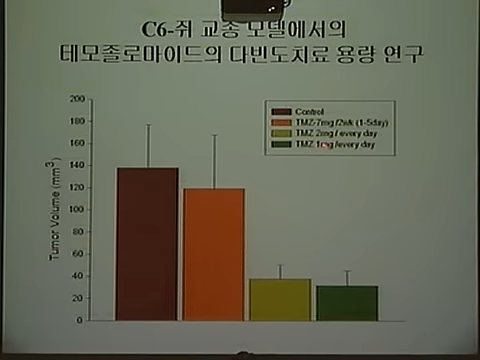 C6-쥐 교종 모델에서의
테모졸로마이드의 다빈도치료 용량 연구
200
180
160
140
120
100
80
60
40
20
0
Tumor Volume (mm3)
Control
TMZ-7mg /2wk (1-5day)
TMZ 2mg / every day
TMZ 1mg /every day